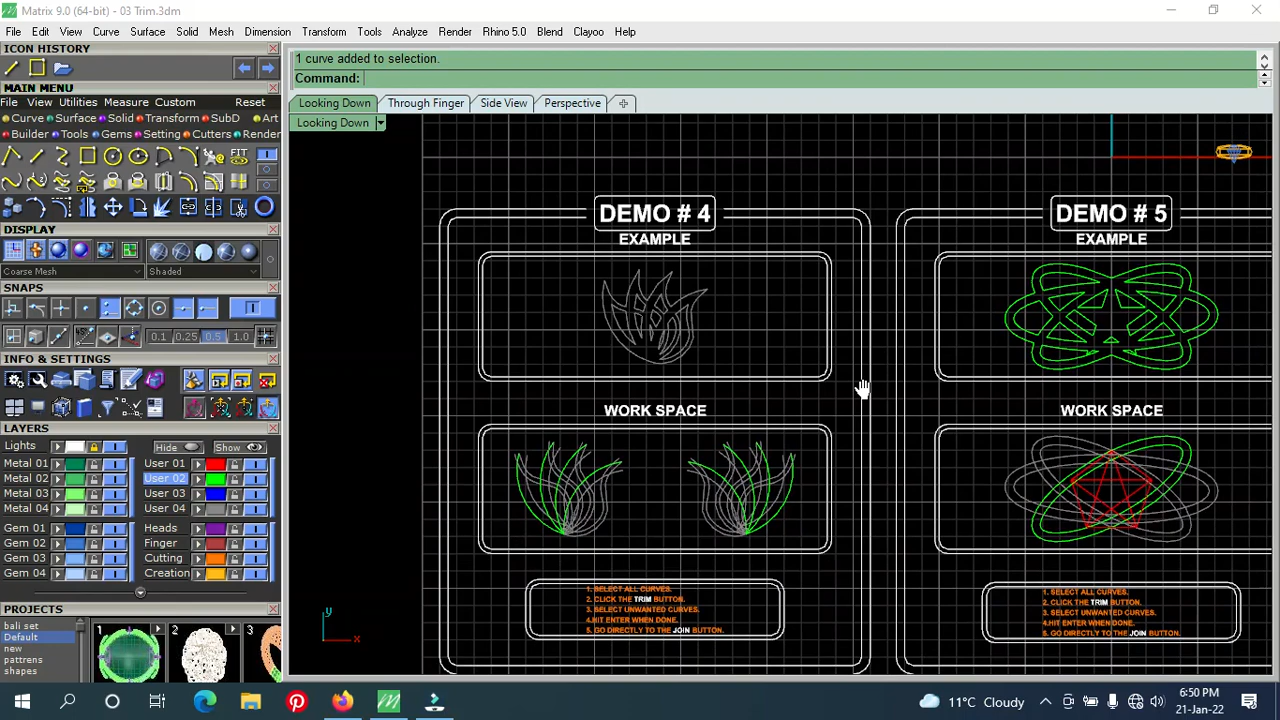 Matrix 9.0 (64-bit) - 03 Trim.3dm
File Edit View Curve Surface Solid Mesh Dimension Transform Tools Analyze Render Rhino 5.0 Blend Clayoo Help
ICON HISTORY
1 curve added to selection.
Command:
MAIN MENU
File View Utilities Measure Custom Reset
Curve Surface Solid Transform SubD Art
Builder Tools Gems Setting Cutters Render
FIT
Looking Down Through Finger Side View Perspective
Looking Down
DISPLAY
Coarse Mesh Shaded
SNAPS
0.1 0.25 0.5 1.0
INFO & SETTINGS
LAYERS
Lights Hide Show
Metal 01 User 01
Metal 02 User 02
Metal 03 User 03
Metal 04 User 04
Gem 01 Heads
Gem 02 Finger
Gem 03 Cutting
Gem 04 Creation
PROJECTS
ball set
Default
new
pattrens
shapes
1 2 3
DEMO # 4
EXAMPLE
WORK SPACE
1. SELECT ALL CURVES.
2. CLICK THE TRIM BUTTON.
3. SELECT UNWANTED CURVES.
4.HIT ENTER WHEN DONE.
5. GO DIRECTLY TO THE JOIN BUTTON.
DEMO # 5
EXAMPLE
WORK SPACE
1. SELECT ALL CURVES.
2. CLICK THE TRIM BUTTON.
3. SELECT UNWANTED CURVES.
4.HIT ENTER WHEN DONE.
5. GO DIRECTLY TO THE JOIN BUTTON.
y
x
11°C Cloudy
6:50 PM
21-Jan-22